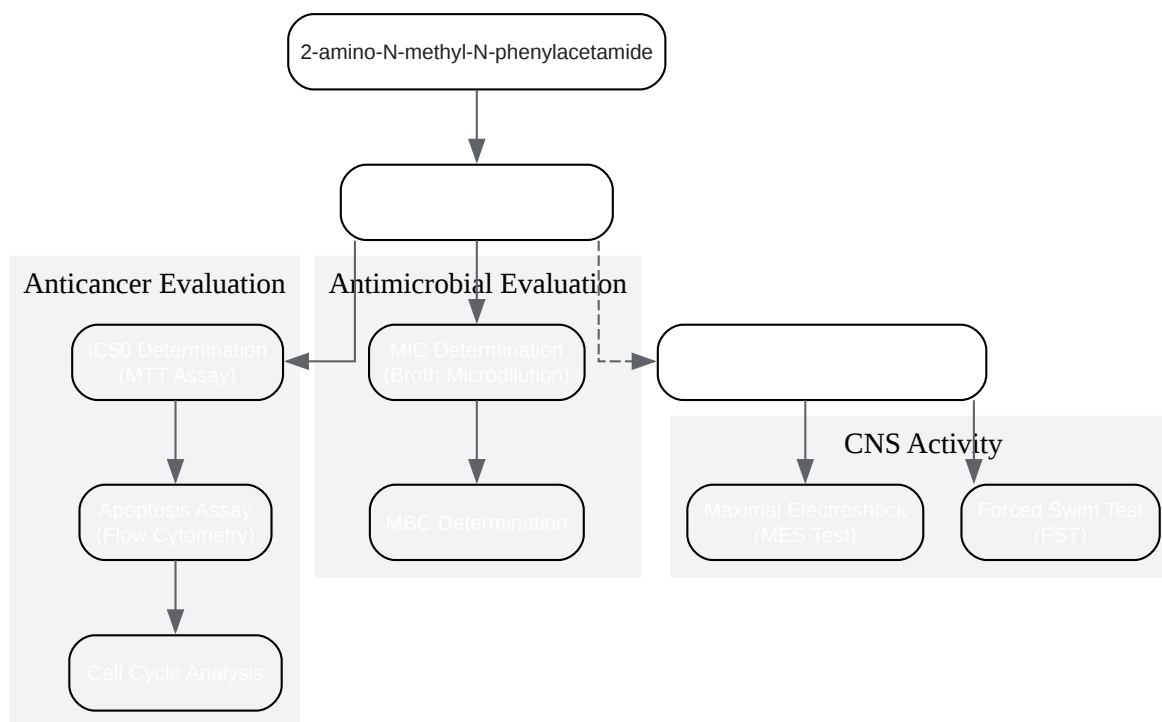 2-amino-N-methyl-N-phenylacetamide
Anticancer Evaluation
IC50 Determination
(MTT Assay)
Apoptosis Assay
(Flow Cytometry)
Cell Cycle Analysis
Antimicrobial Evaluation
MIC Determination
(Broth Microdilution)
MBC Determination
CNS Activity
Maximal Electroshock
(MES Test)
Forced Swim Test
(FST)